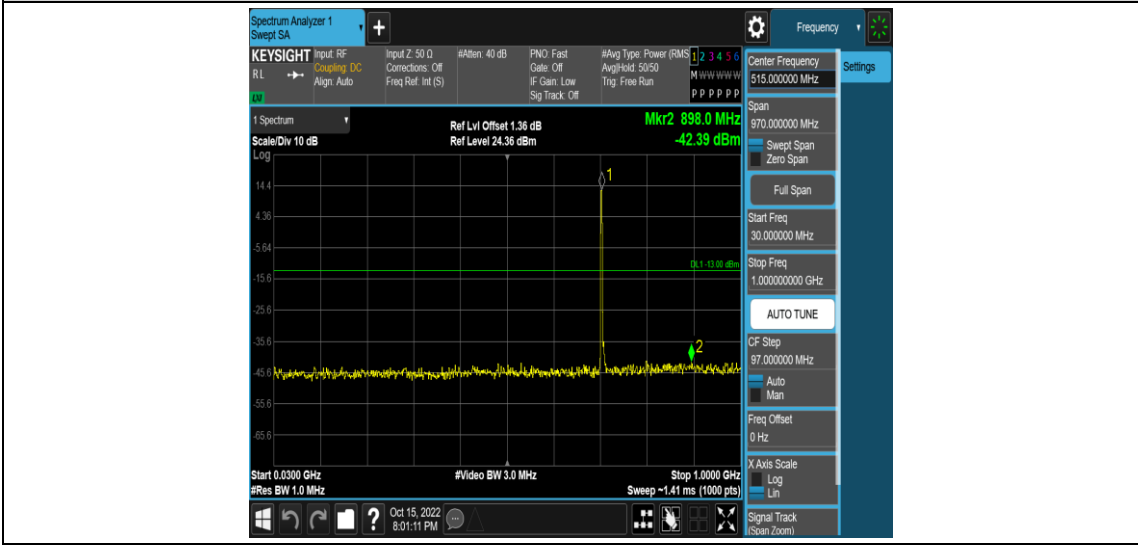 Spectrum Analyzer 1
Swept SA
+
Frequency
KEYSIGHT
RL
LM
Input: RF
Coupling: DC
Align: Auto
Input Z: 50 Ω
Corrections: Off
Freq Ref: Int (S)
#Atten: 40 dB
PNO: Fast
Gate: Off
IF Gain: Low
Sig Track: Off
#Avg Type: Power (RMS
Avg|Hold: 50/50
Trig: Free Run
1 2 3 4 5 6
M W W W W W
P P P P P P
1 Spectrum
Scale/Div 10 dB
Log
Ref Lvl Offset 1.36 dB
Ref Level 24.36 dBm
Mkr2 898.0 MHz
-42.39 dBm
1
14.4
4.36
-5.64
DL1 -13.00 dBm
-15.6
-25.6
-35.6
2
-45.6
-55.6
-65.6
Start 0.0300 GHz
#Video BW 3.0 MHz
Stop 1.0000 GHz
#Res BW 1.0 MHz
Sweep ~1.41 ms (1000 pts)
?
Oct 15, 2022
8:01:11 PM
Center Frequency
515.000000 MHz
Settings
Span
970.000000 MHz
Swept Span
Zero Span
Full Span
Start Freq
30.000000 MHz
Stop Freq
1.000000000 GHz
AUTO TUNE
CF Step
97.000000 MHz
Auto
Man
Freq Offset
0 Hz
X Axis Scale
Log
Lin
Signal Track
(Span Zoom)